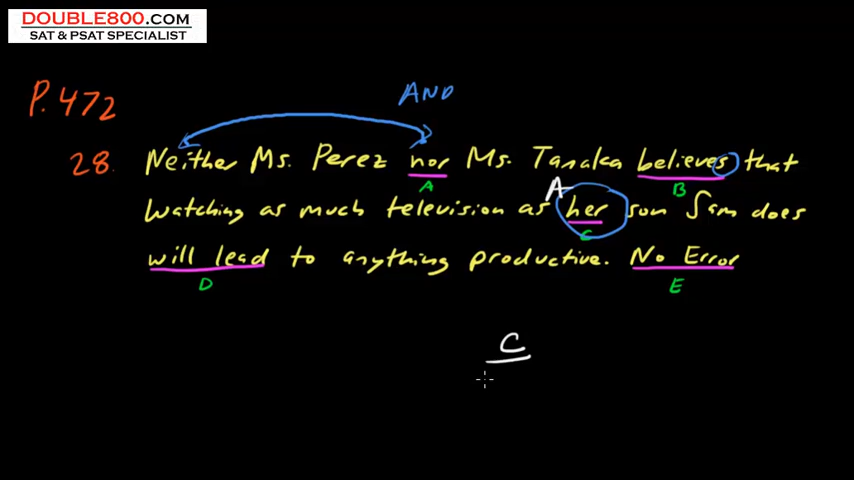 DOUBLE800.COM
SAT & PSAT SPECIALIST
P.472
AND
28. Neither Ms. Perez nor Ms. Tanaka believes that
A B
A
watching as much television as her son Sam does
C
will lead to anything productive. No Error
D E
C